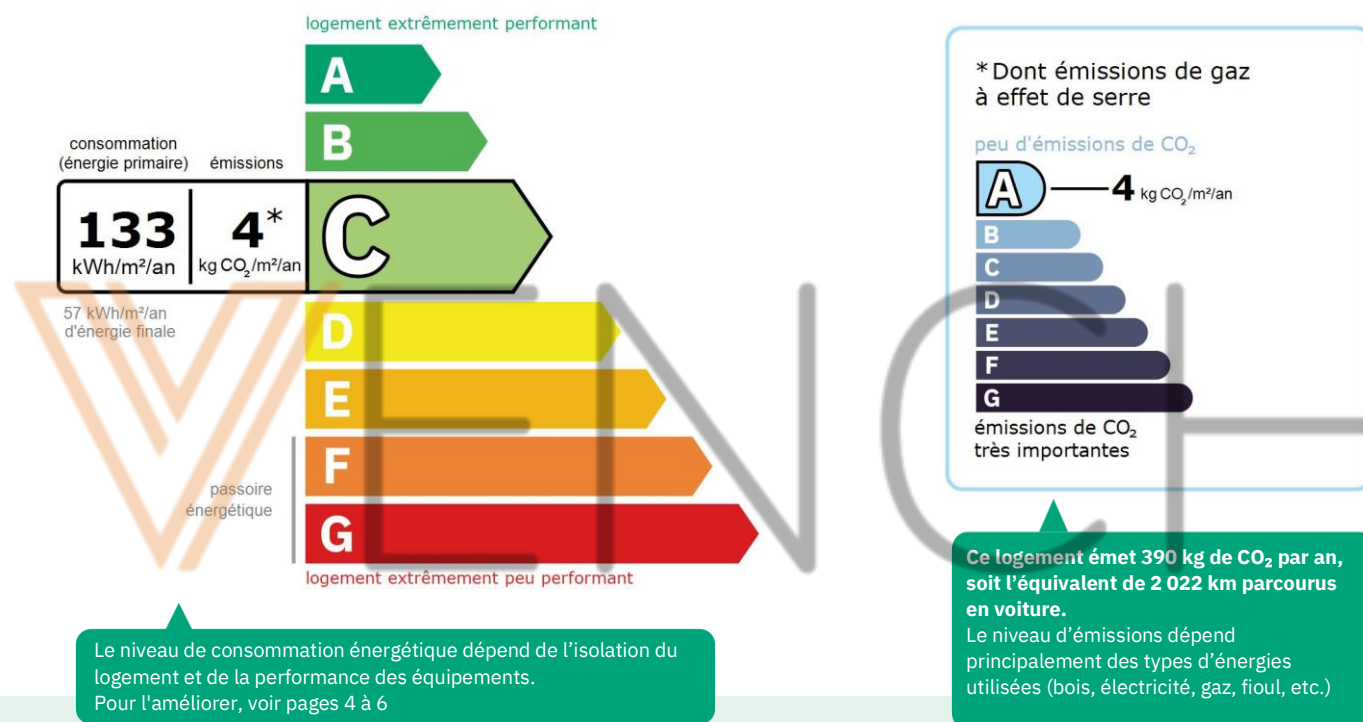 logement extrêmement performant
A
B
consommation
(énergie primaire)
émissions
133
kWh/m²/an
4*
kg CO₂/m²/an
C
57 kWh/m²/an
d'énergie finale
D
E
F
passoire
énergétique
G
logement extrêmement peu performant
Le niveau de consommation énergétique dépend de l'isolation du
logement et de la performance des équipements.
Pour l'améliorer, voir pages 4 à 6
*Dont émissions de gaz
à effet de serre
peu d'émissions de CO₂
A
4 kg CO₂/m²/an
B
C
D
E
F
G
émissions de CO₂
très importantes
Ce logement émet 390 kg de CO₂ par an,
soit l'équivalent de 2 022 km parcourus
en voiture.
Le niveau d'émissions dépend
principalement des types d'énergies
utilisées (bois, électricité, gaz, fioul, etc.)
VENCH